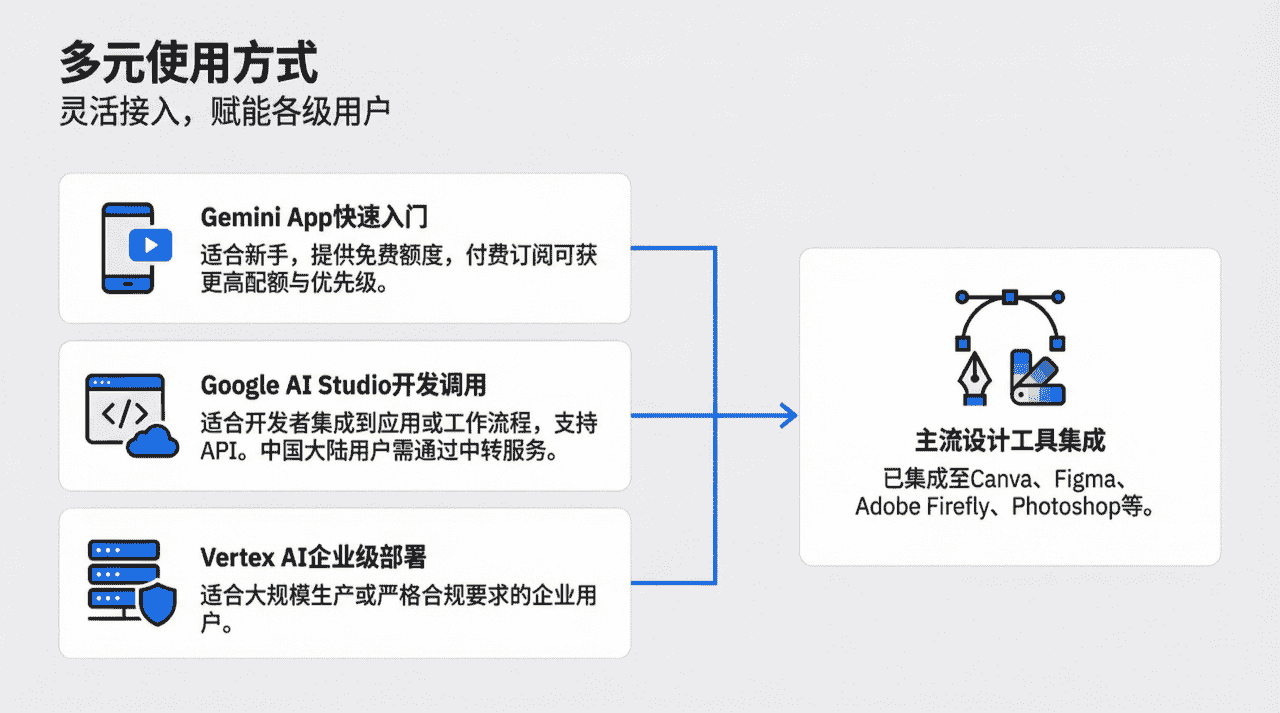 多元使用方式
灵活接入，赋能各级用户
Gemini App快速入门
适合新手，提供免费额度，付费订阅可获
更高配额与优先级。
Google AI Studio开发调用
适合开发者集成到应用或工作流程，支持
API。中国大陆用户需通过中转服务。
Vertex AI企业级部署
适合大规模生产或严格合规要求的企业用
户。
主流设计工具集成
已集成至Canva、Figma、
Adobe Firefly、Photoshop等。